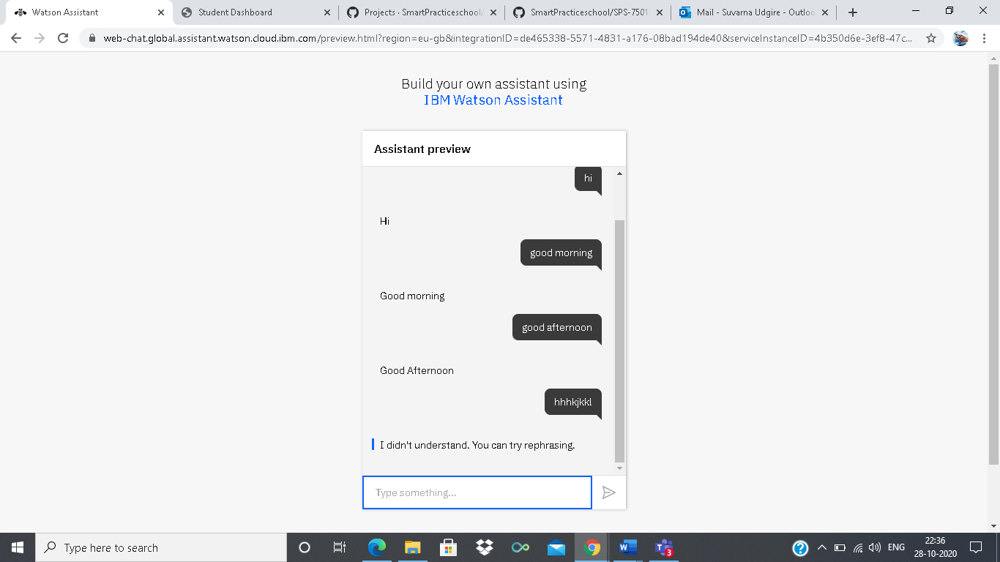 Watson Assistant
Student Dashboard
Projects · SmartPracticeschool/
SmartPracticeschool/SPS-7501
Mail - Suvarna Udgire - Outloo
web-chat.global.assistant.watson.cloud.ibm.com/preview.html?region=eu-gb&integrationID=de465338-5571-4831-a176-08bad194de40&serviceInstanceID=4b350d6e-3ef8-47c...
Build your own assistant using
IBM Watson Assistant
Assistant preview
hi
Hi
good morning
Good morning
good afternoon
Good Afternoon
hhhkjkkl
I didn't understand. You can try rephrasing.
Type something...
Type here to search
3
ENG
22:36
28-10-2020